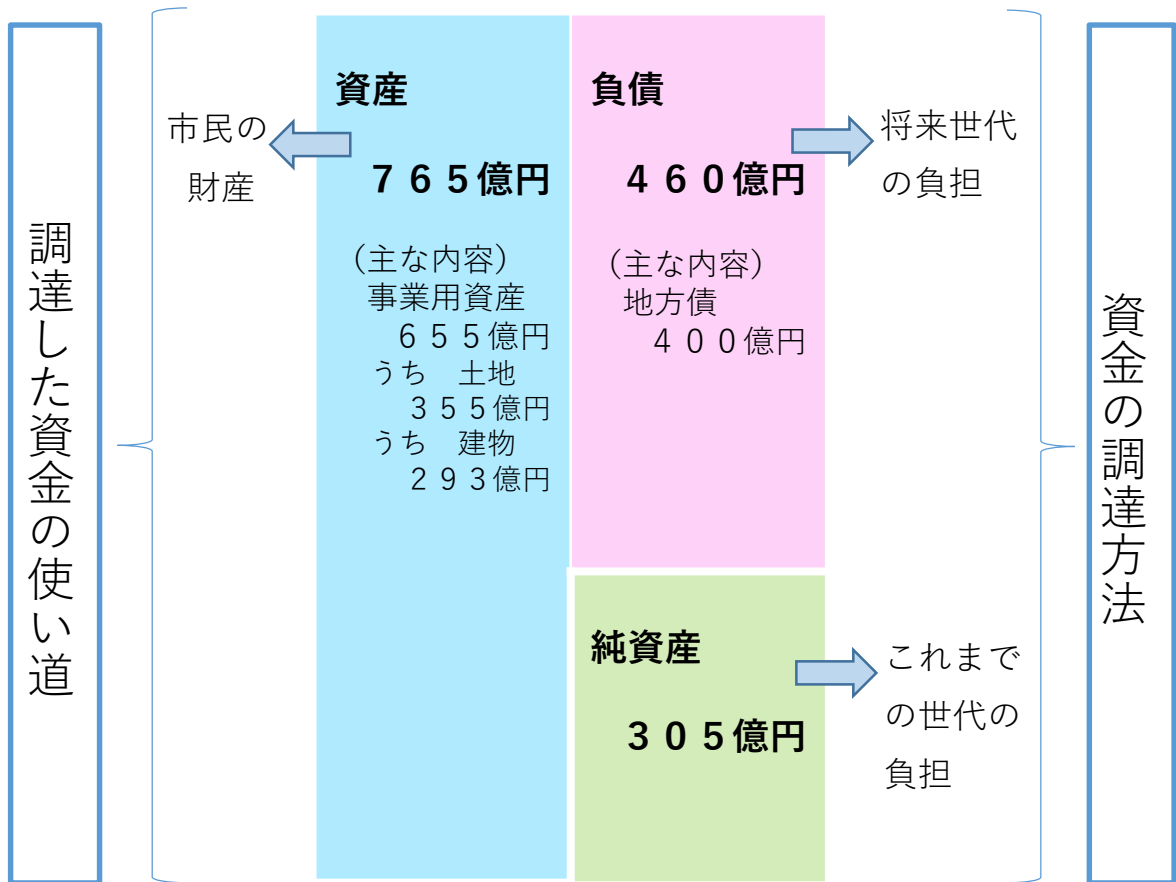 調達した資金の使い道
市民の
財産
資産
７６５億円
（主な内容）
事業用資産
６５５億円
うち　土地
３５５億円
うち　建物
２９３億円
負債
４６０億円
（主な内容）
地方債
４００億円
将来世代
の負担
純資産
３０５億円
これまで
の世代の
負担
資金の調達方法